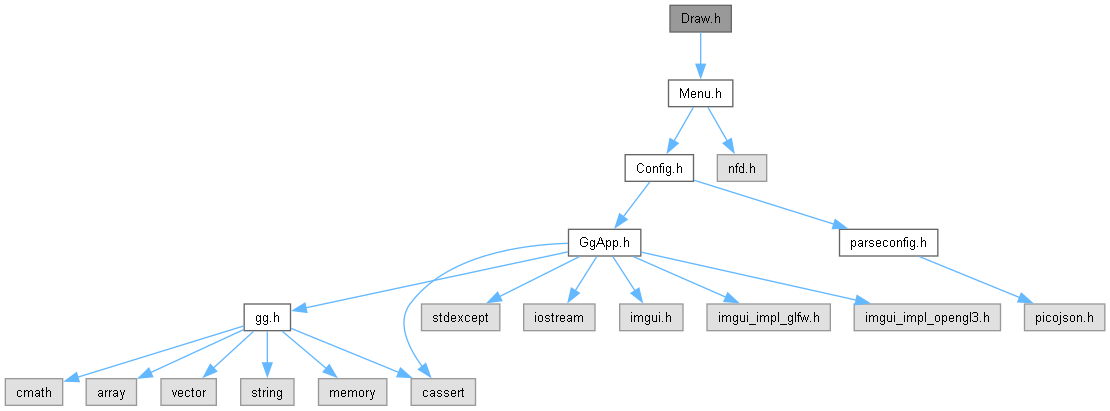 Draw.h
Menu.h
Config.h
nfd.h
GgApp.h
parseconfig.h
gg.h
stdexcept
iostream
imgui.h
imgui_impl_glfw.h
imgui_impl_opengl3.h
picojson.h
cmath
array
vector
string
memory
cassert